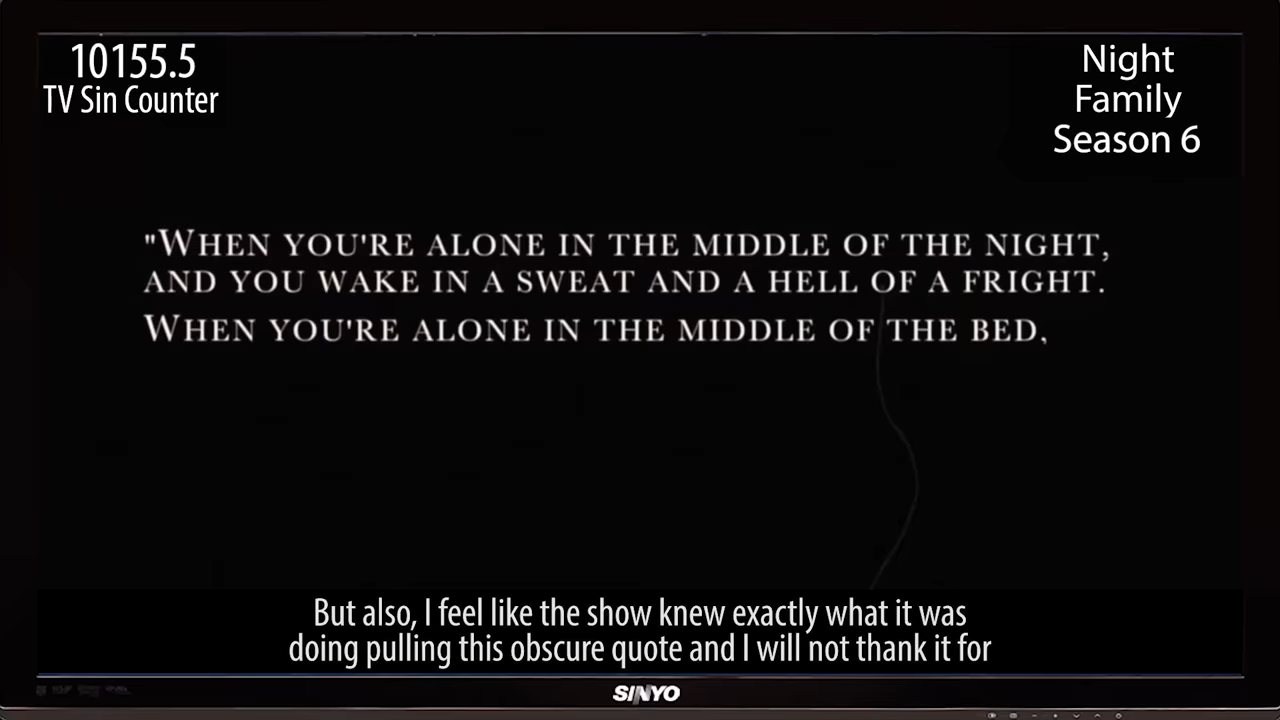 10155.5
TV Sin Counter
Night
Family
Season 6
"WHEN YOU'RE ALONE IN THE MIDDLE OF THE NIGHT,
AND YOU WAKE IN A SWEAT AND A HELL OF A FRIGHT.
WHEN YOU'RE ALONE IN THE MIDDLE OF THE BED,
But also, I feel like the show knew exactly what it was
doing pulling this obscure quote and I will not thank it for
SINYO